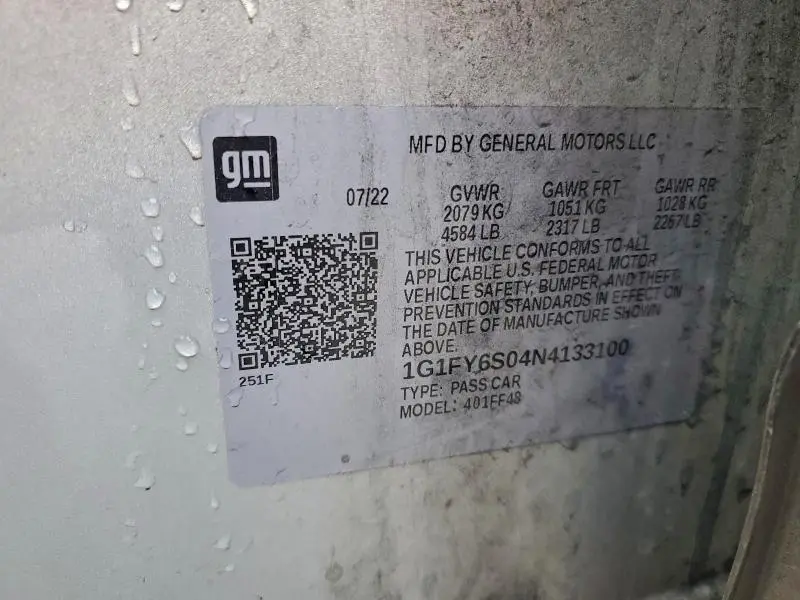 gm
MFD BY GENERAL MOTORS LLC
07/22
GVWR GAWR FRT GAWR RR
2079 KG 1051 KG 1028 KG
4584 LB 2317 LB 2267 LB
THIS VEHICLE CONFORMS TO ALL
APPLICABLE U.S. FEDERAL MOTOR
VEHICLE SAFETY, BUMPER, AND THEFT
PREVENTION STANDARDS IN EFFECT ON
THE DATE OF MANUFACTURE SHOWN
ABOVE.
251F
1G1FY6S04N4133100
TYPE: PASS CAR
MODEL: 401FF48